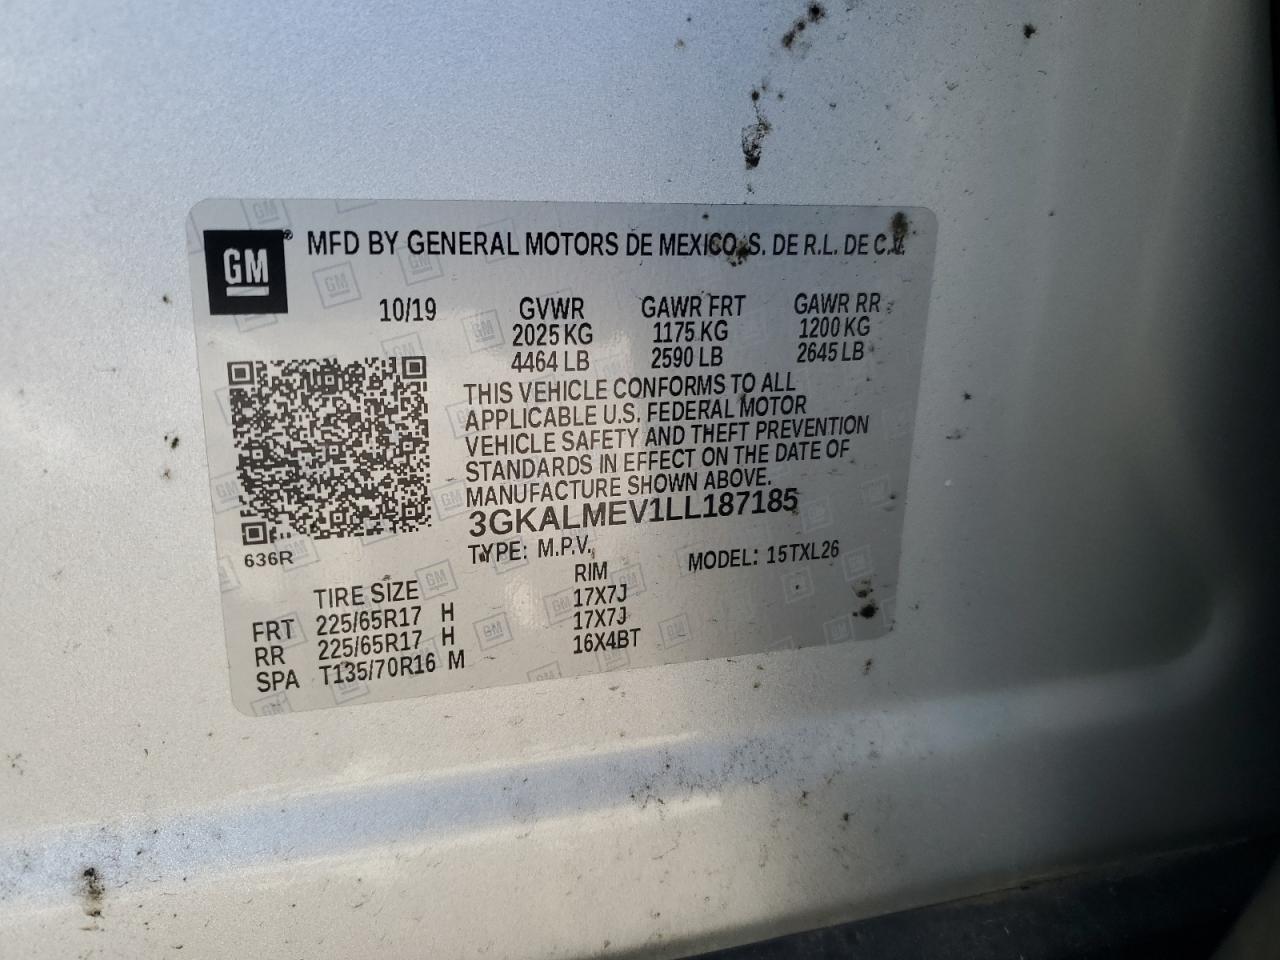 GM® MFD BY GENERAL MOTORS DE MEXICO, S. DE R.L. DE C.V.
10/19 GVWR GAWR FRT GAWR RR
2025 KG 1175 KG 1200 KG
4464 LB 2590 LB 2645 LB
THIS VEHICLE CONFORMS TO ALL
APPLICABLE U.S. FEDERAL MOTOR
VEHICLE SAFETY AND THEFT PREVENTION
STANDARDS IN EFFECT ON THE DATE OF
MANUFACTURE SHOWN ABOVE.
3GKALMEV1LL187185
636R
TYPE: M.P.V. MODEL: 15TXL26
TIRE SIZE RIM
FRT 225/65R17 H 17X7J
RR 225/65R17 H 17X7J
SPA T135/70R16 M 16X4BT